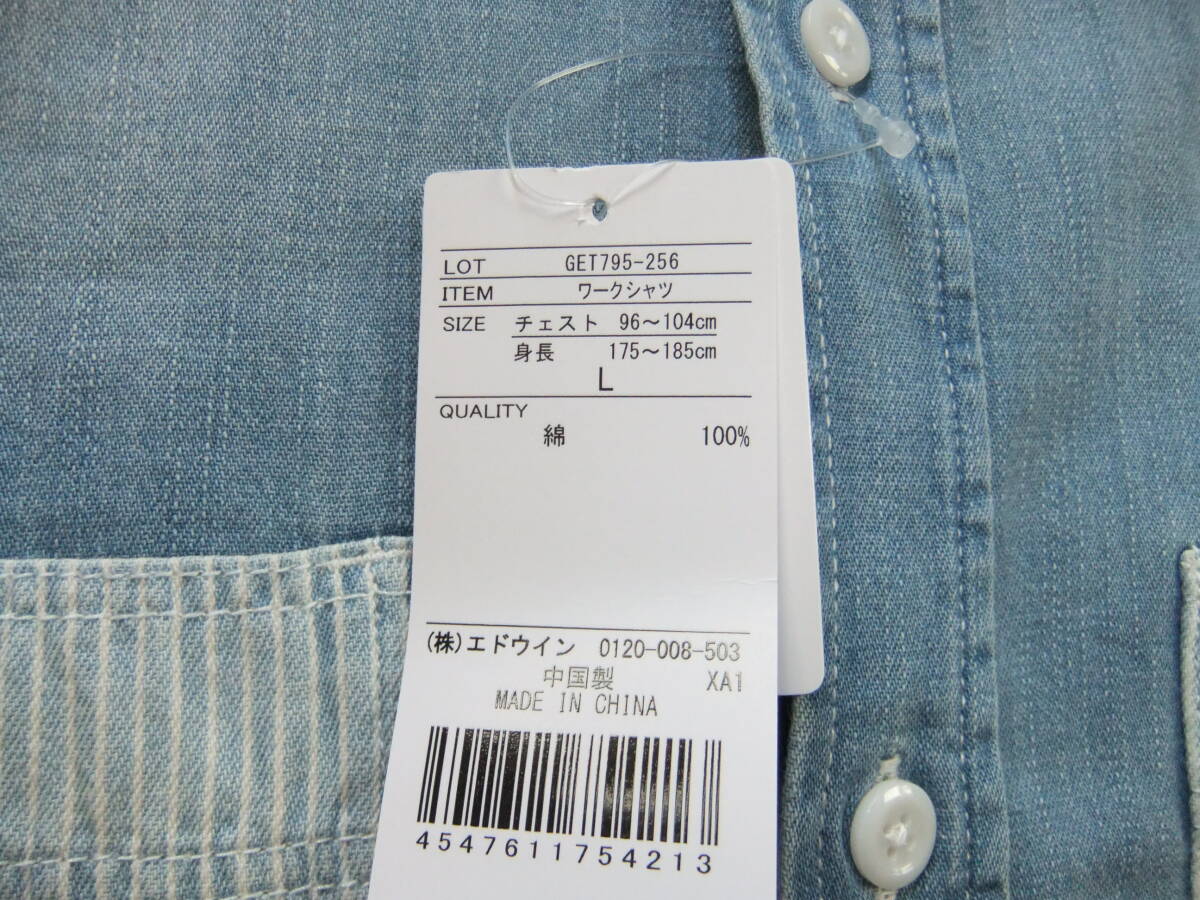 LOT GET795-256
ITEM ワークシャツ
SIZE チェスト 96～104cm
身長 175～185cm
L
QUALITY
綿 100%
(株)エドウイン 0120-008-503
中国製 XA1
MADE IN CHINA
4547611754213